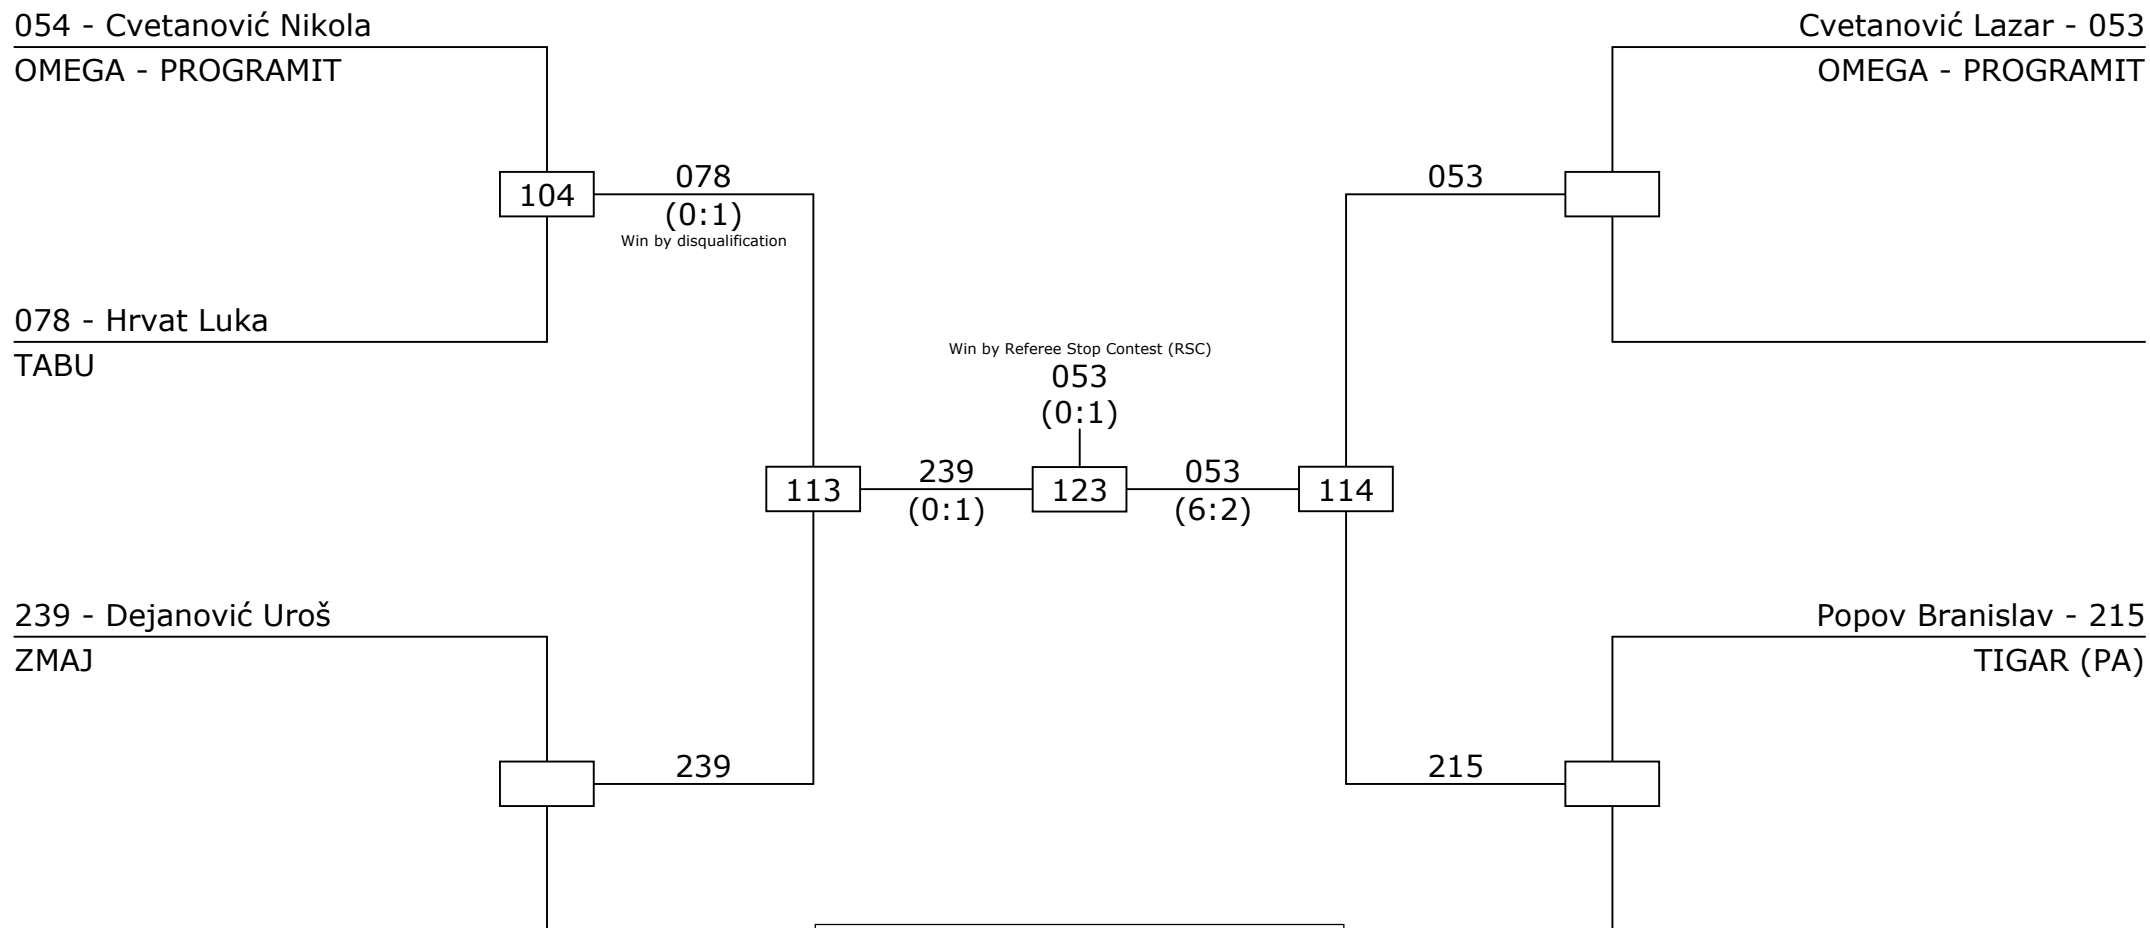 054 - Cvetanović Nikola
OMEGA - PROGRAMIT
Cvetanović Lazar - 053
OMEGA - PROGRAMIT
104
078
(0:1)
Win by disqualification
053
078 - Hrvat Luka
TABU
Win by Referee Stop Contest (RSC)
053
(0:1)
113
239
(0:1)
123
053
(6:2)
114
239 - Dejanović Uroš
ZMAJ
Popov Branislav - 215
TIGAR (PA)
239
215